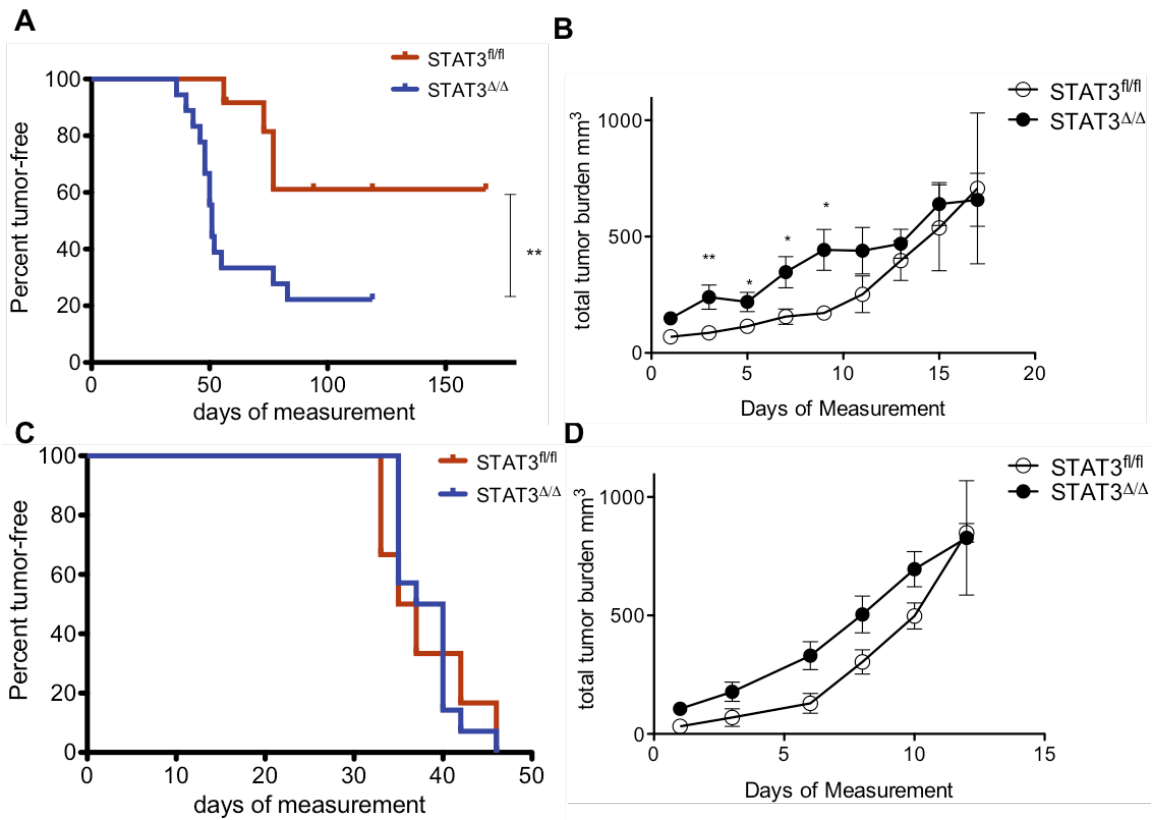 A
STAT3fl/fl
STAT3Δ/Δ
Percent tumor-free
100
80
60
40
20
0
**
0 50 100 150
days of measurement
B
STAT3fl/fl
STAT3Δ/Δ
total tumor burden mm3
1000
500
0
** * * *
0 5 10 15 20
Days of Measurement
C
STAT3fl/fl
STAT3Δ/Δ
Percent tumor-free
100
80
60
40
20
0
0 10 20 30 40 50
days of measurement
D
STAT3fl/fl
STAT3Δ/Δ
total tumor burden mm3
1000
500
0
0 5 10 15
Days of Measurement